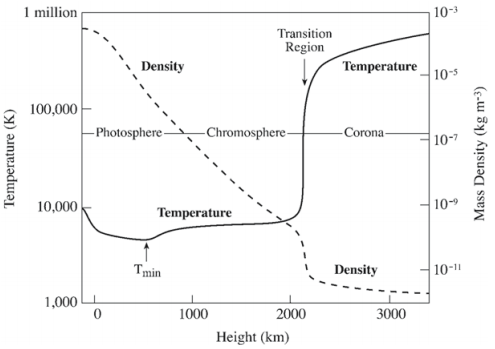 1 million
100,000
10,000
1,000
Temperature (K)
10⁻³
10⁻⁵
10⁻⁷
10⁻⁹
10⁻¹¹
Mass Density (kg m⁻³)
Transition
Region
Density
Temperature
Photosphere
Chromosphere
Corona
Temperature
Tmin
Density
0
1000
2000
3000
Height (km)